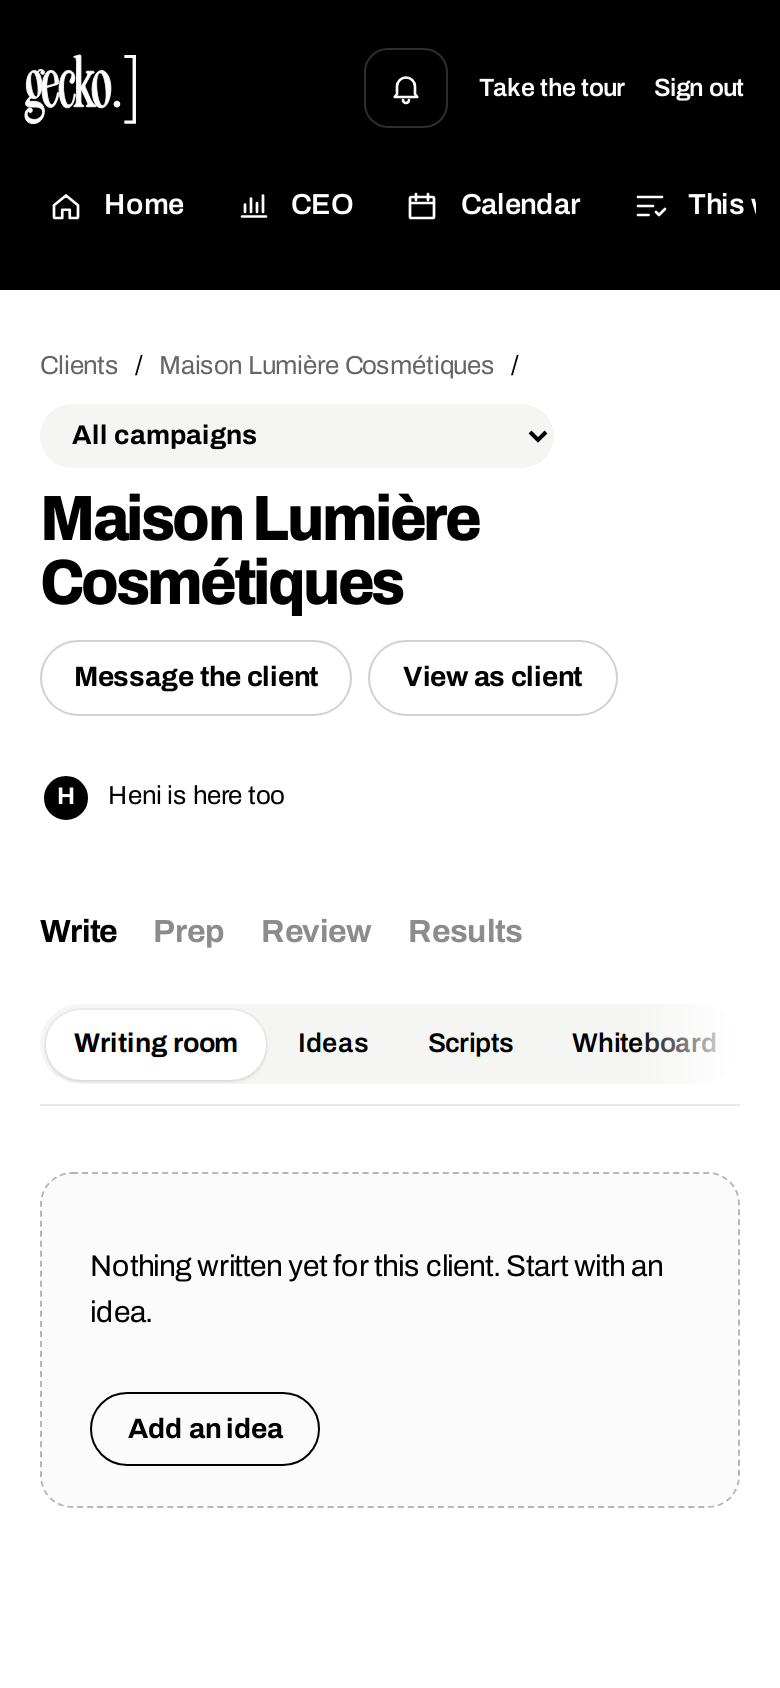 gecko.]
Take the tour
Sign out
Home
CEO
Calendar
This
Clients / Maison Lumière Cosmétiques /
All campaigns
Maison Lumière
Cosmétiques
Message the client
View as client
H
Heni is here too
Write
Prep
Review
Results
Writing room
Ideas
Scripts
Whiteboard
Nothing written yet for this client. Start with an
idea.
Add an idea